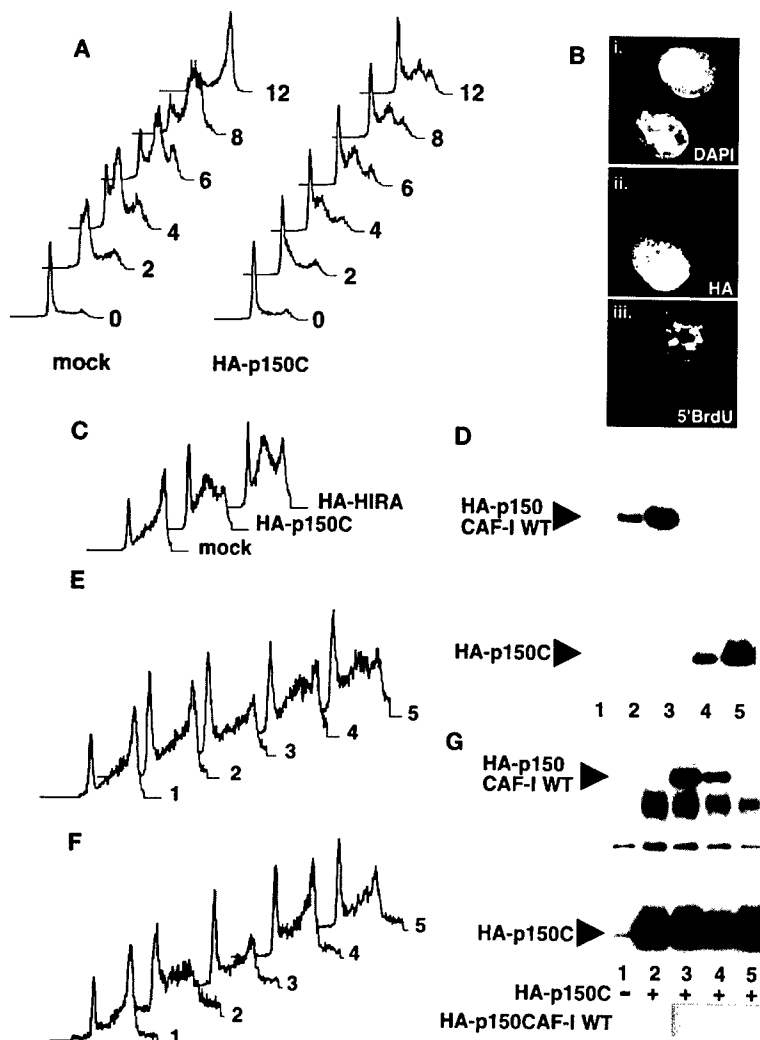 A
12
8
6
4
2
0
mock
12
8
6
4
2
0
HA-p150C
B
i.
DAPI
ii.
HA
iii.
5'BrdU
C
HA-HIRA
HA-p150C
mock
D
HA-p150
CAF-I WT
HA-p150C
1 2 3 4 5
E
1
2
3
4
5
F
1
2
3
4
5
G
HA-p150
CAF-I WT
HA-p150C
1 2 3 4 5
HA-p150C - + + + +
HA-p150CAF-I WT